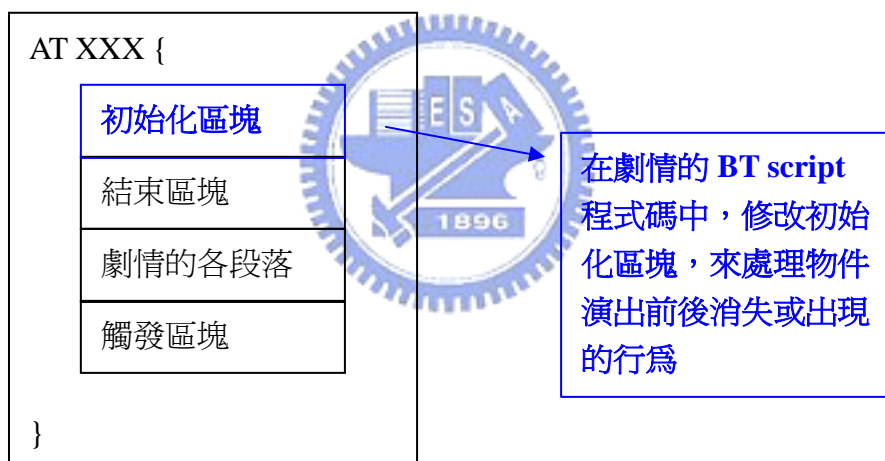 AT XXX {
初始化區塊
結束區塊
劇情的各段落
觸發區塊
}
ES A
1896
在劇情的 BT script
程式碼中，修改初始
化區塊，來處理物件
演出前後消失或出現
的行為